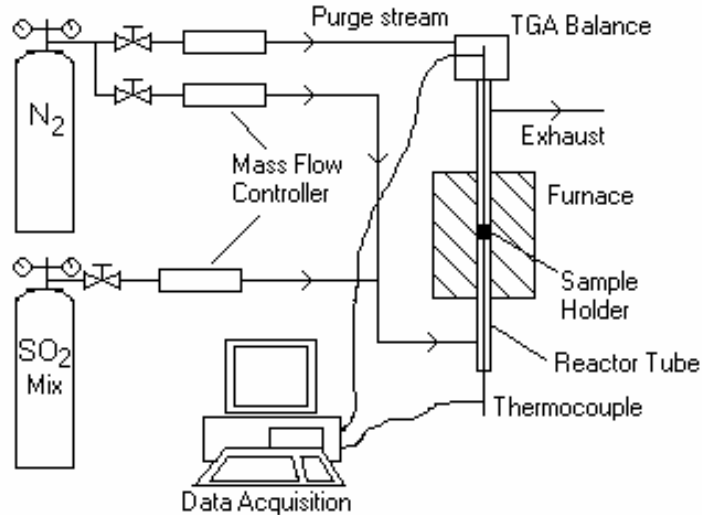 Purge stream
TGA Balance
N2
Exhaust
Mass Flow
Controller
Furnace
Sample
Holder
SO2
Mix
Reactor Tube
Thermocouple
Data Acquisition